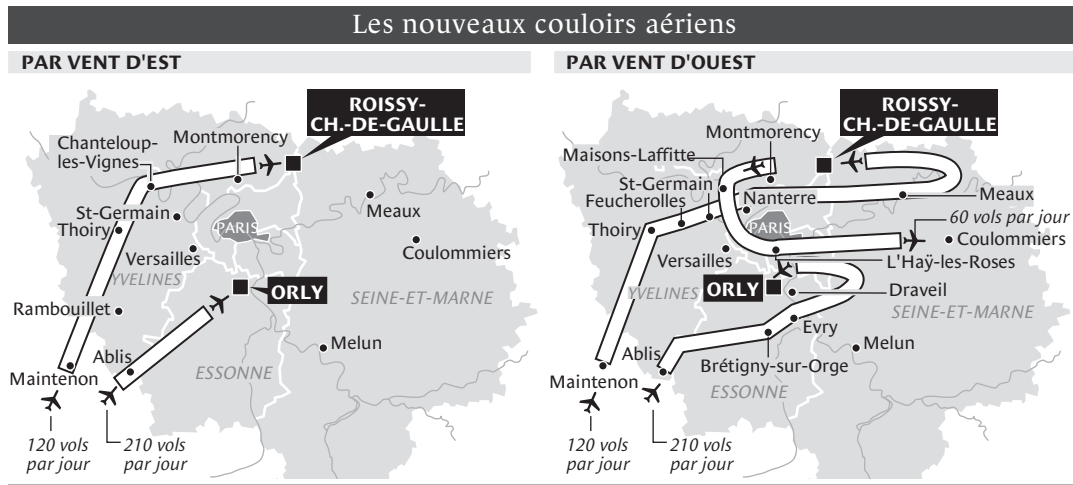 Les nouveaux couloirs aériens
PAR VENT D'EST
ROISSY-
CH.-DE-GAULLE
Montmorency
Chanteloup-
les-Vignes
St-Germain
Thoiry
PARIS
Meaux
Versailles
Coulommiers
YVELINES
ORLY
SEINE-ET-MARNE
Rambouillet
Melun
Ablis
ESSONNE
Maintenon
120 vols
par jour
210 vols
par jour
PAR VENT D'OUEST
ROISSY-
CH.-DE-GAULLE
Montmorency
Maisons-Laffitte
St-Germain
Feucherolles
Nanterre
Meaux
60 vols par jour
Thoiry
PARIS
Coulommiers
Versailles
L'Haÿ-les-Roses
YVELINES
ORLY
Draveil
SEINE-ET-MARNE
Evry
Melun
Ablis
Brétigny-sur-Orge
Maintenon
ESSONNE
120 vols
par jour
210 vols
par jour